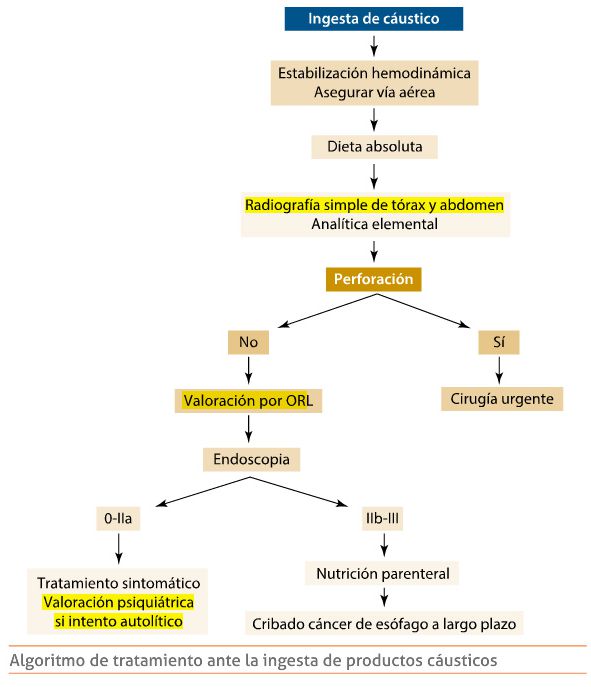 Ingesta de cáustico
Estabilización hemodinámica
Asegurar vía aérea
Dieta absoluta
Radiografía simple de tórax y abdomen
Analítica elemental
Perforación
No
Sí
Valoración por ORL
Cirugía urgente
Endoscopia
0-IIa
IIb-III
Tratamiento sintomático
Valoración psiquiátrica
si intento autolítico
Nutrición parenteral
Cribado cáncer de esófago a largo plazo
Algoritmo de tratamiento ante la ingesta de productos cáusticos